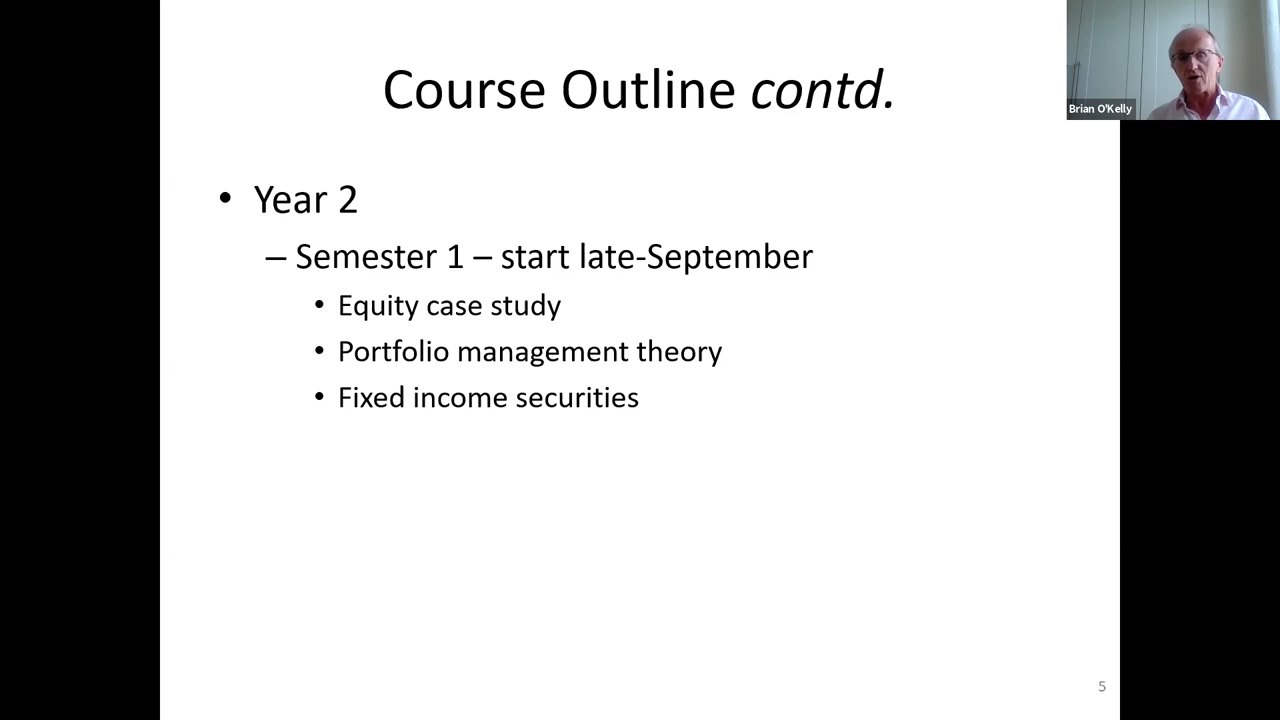 Course Outline contd.
Brian O'Kelly
• Year 2
– Semester 1 – start late-September
• Equity case study
• Portfolio management theory
• Fixed income securities
5